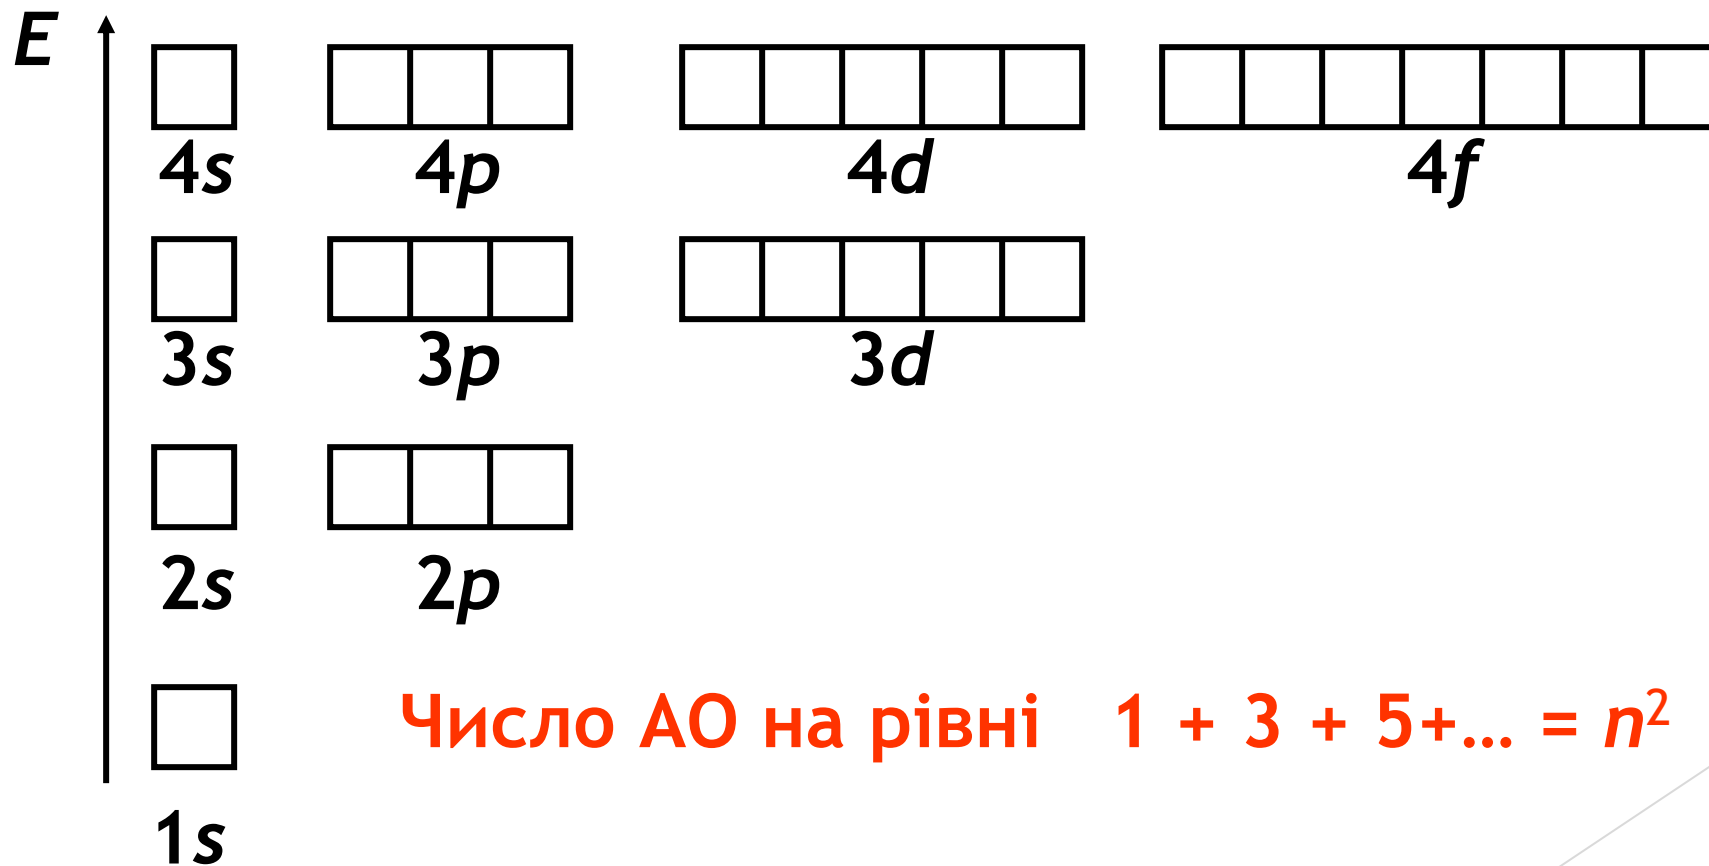 E
4s 4p 4d 4f
3s 3p 3d
2s 2p
Число АО на рівні 1 + 3 + 5+... = n²
1s